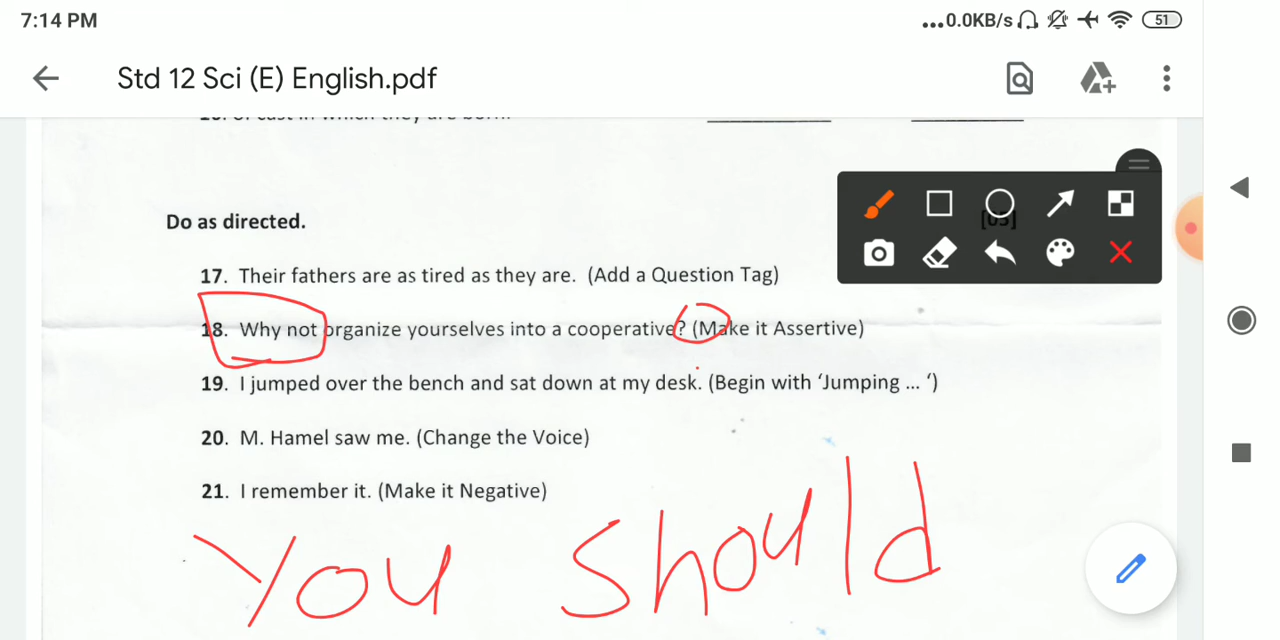 7:14 PM
...0.0KB/s 51
Std 12 Sci (E) English.pdf
Do as directed.
[05]
17. Their fathers are as tired as they are. (Add a Question Tag)
18. Why not organize yourselves into a cooperative? (Make it Assertive)
19. I jumped over the bench and sat down at my desk. (Begin with ‘Jumping ... ‘)
20. M. Hamel saw me. (Change the Voice)
21. I remember it. (Make it Negative)
You Should